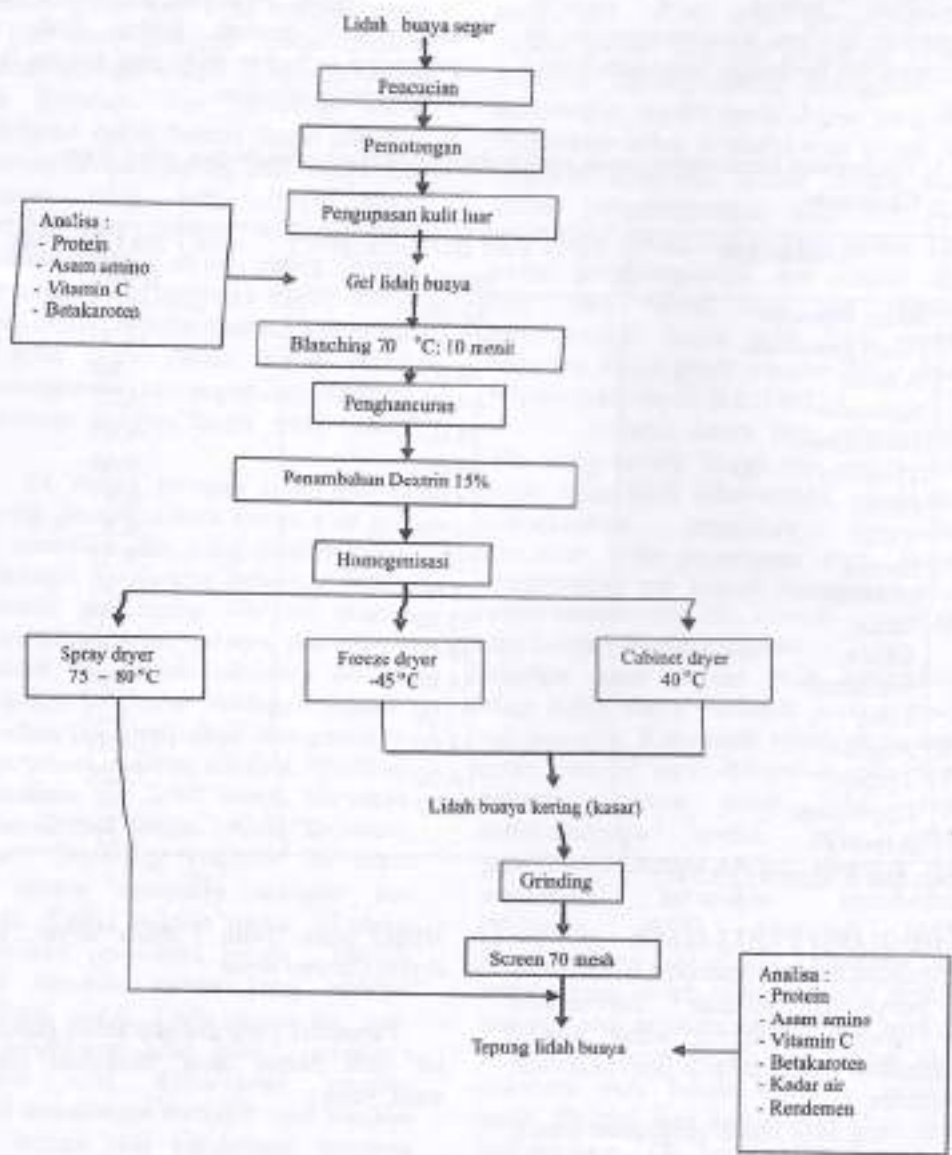 Lidah buaya segar
Pencucian
Pemotongan
Pengupasan kulit luar
Analisa :
- Protein
- Asam amino
- Vitamin C
- Betakaroten
Gel lidah buaya
Blanching 70 °C: 10 menit
Penghancuran
Penambahan Dextrin 15%
Homogenisasi
Spray dryer
75 – 80°C
Freeze dryer
-45°C
Cabinet dryer
40°C
Lidah buaya kering (kasar)
Grinding
Screen 70 mesh
Tepung lidah buaya
Analisa :
- Protein
- Asam amino
- Vitamin C
- Betakaroten
- Kadar air
- Rendemen